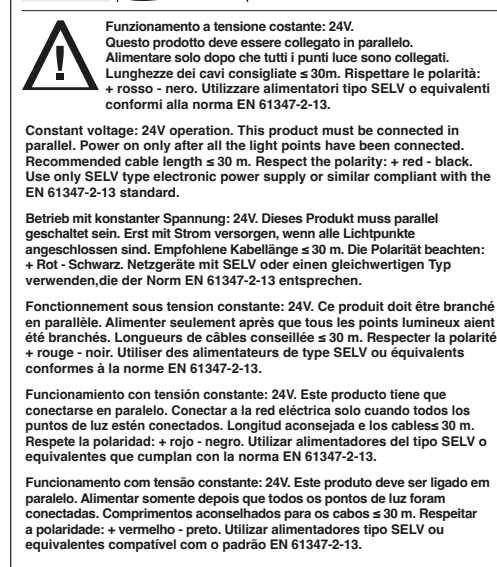 Funzionamento a tensione costante: 24V.
Questo prodotto deve essere collegato in parallelo.
Alimentare solo dopo che tutti i punti luce sono collegati.
Lunghezze dei cavi consigliate ≤ 30m. Rispettare le polarità:
+ rosso - nero. Utilizzare alimentatori tipo SELV o equivalenti
conformi alla norma EN 61347-2-13.
Constant voltage: 24V operation. This product must be connected in
parallel. Power on only after all the light points have been connected.
Recommended cable length ≤ 30 m. Respect the polarity: + red - black.
Use only SELV type electronic power supply or similar compliant with the
EN 61347-2-13 standard.
Betrieb mit konstanter Spannung: 24V. Dieses Produkt muss parallel
geschaltet sein. Erst mit Strom versorgen, wenn alle Lichtpunkte
angeschlossen sind. Empfohlene Kabellänge ≤ 30 m. Die Polarität beachten:
+ Rot - Schwarz. Netzgeräte mit SELV oder einen gleichwertigen Typ
verwenden,die der Norm EN 61347-2-13 entsprechen.
Fonctionnement sous tension constante: 24V. Ce produit doit être branché
en parallèle. Alimenter seulement après que tous les points lumineux aient
été branchés. Longueurs de câbles conseillée ≤ 30 m. Respecter la polarité
+ rouge - noir. Utiliser des alimentateurs de type SELV ou équivalents
conformes à la norme EN 61347-2-13.
Funcionamiento con tensión constante: 24V. Este producto tiene que
conectarse en paralelo. Conectar a la red eléctrica solo cuando todos los
puntos de luz estén conectados. Longitud aconsejada e los cables≤ 30 m.
Respete la polaridad: + rojo - negro. Utilizar alimentadores del tipo SELV o
equivalentes que cumplan con la norma EN 61347-2-13.
Funcionamento com tensão constante: 24V. Este produto deve ser ligado em
paralelo. Alimentar somente depois que todos os pontos de luz foram
conectadas. Comprimentos aconselhados para os cabos ≤ 30 m. Respeitar
a polaridade: + vermelho - preto. Utilizar alimentadores tipo SELV ou
equivalentes compatível com o padrão EN 61347-2-13.